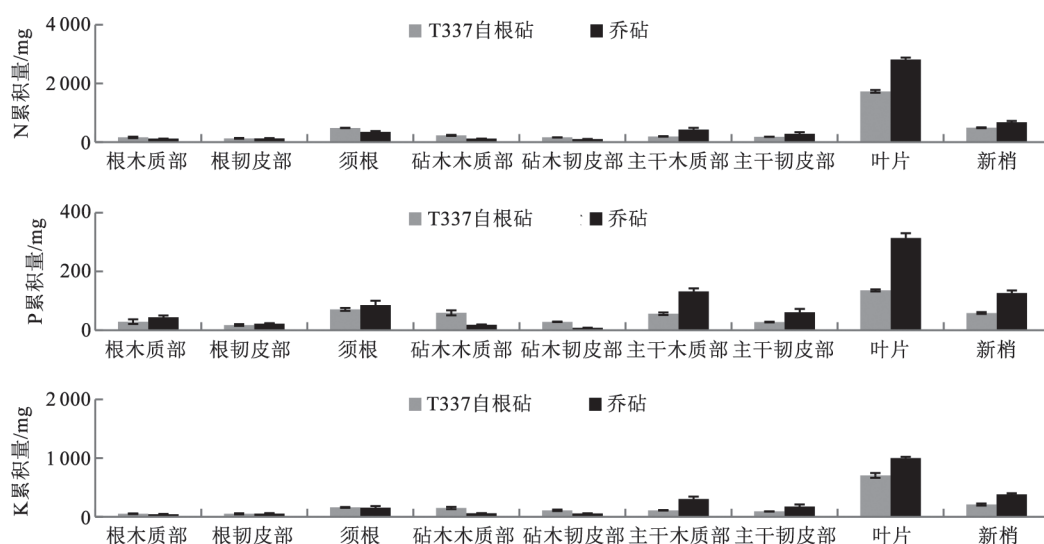 N累积量/mg
4 000
2 000
0
T337自根砧 乔砧
根木质部 根韧皮部 须根 砧木木质部 砧木韧皮部 主干木质部 主干韧皮部 叶片 新梢
P累积量/mg
400
200
0
T337自根砧 乔砧
根木质部 根韧皮部 须根 砧木木质部 砧木韧皮部 主干木质部 主干韧皮部 叶片 新梢
K累积量/mg
2 000
1 000
0
T337自根砧 乔砧
根木质部 根韧皮部 须根 砧木木质部 砧木韧皮部 主干木质部 主干韧皮部 叶片 新梢